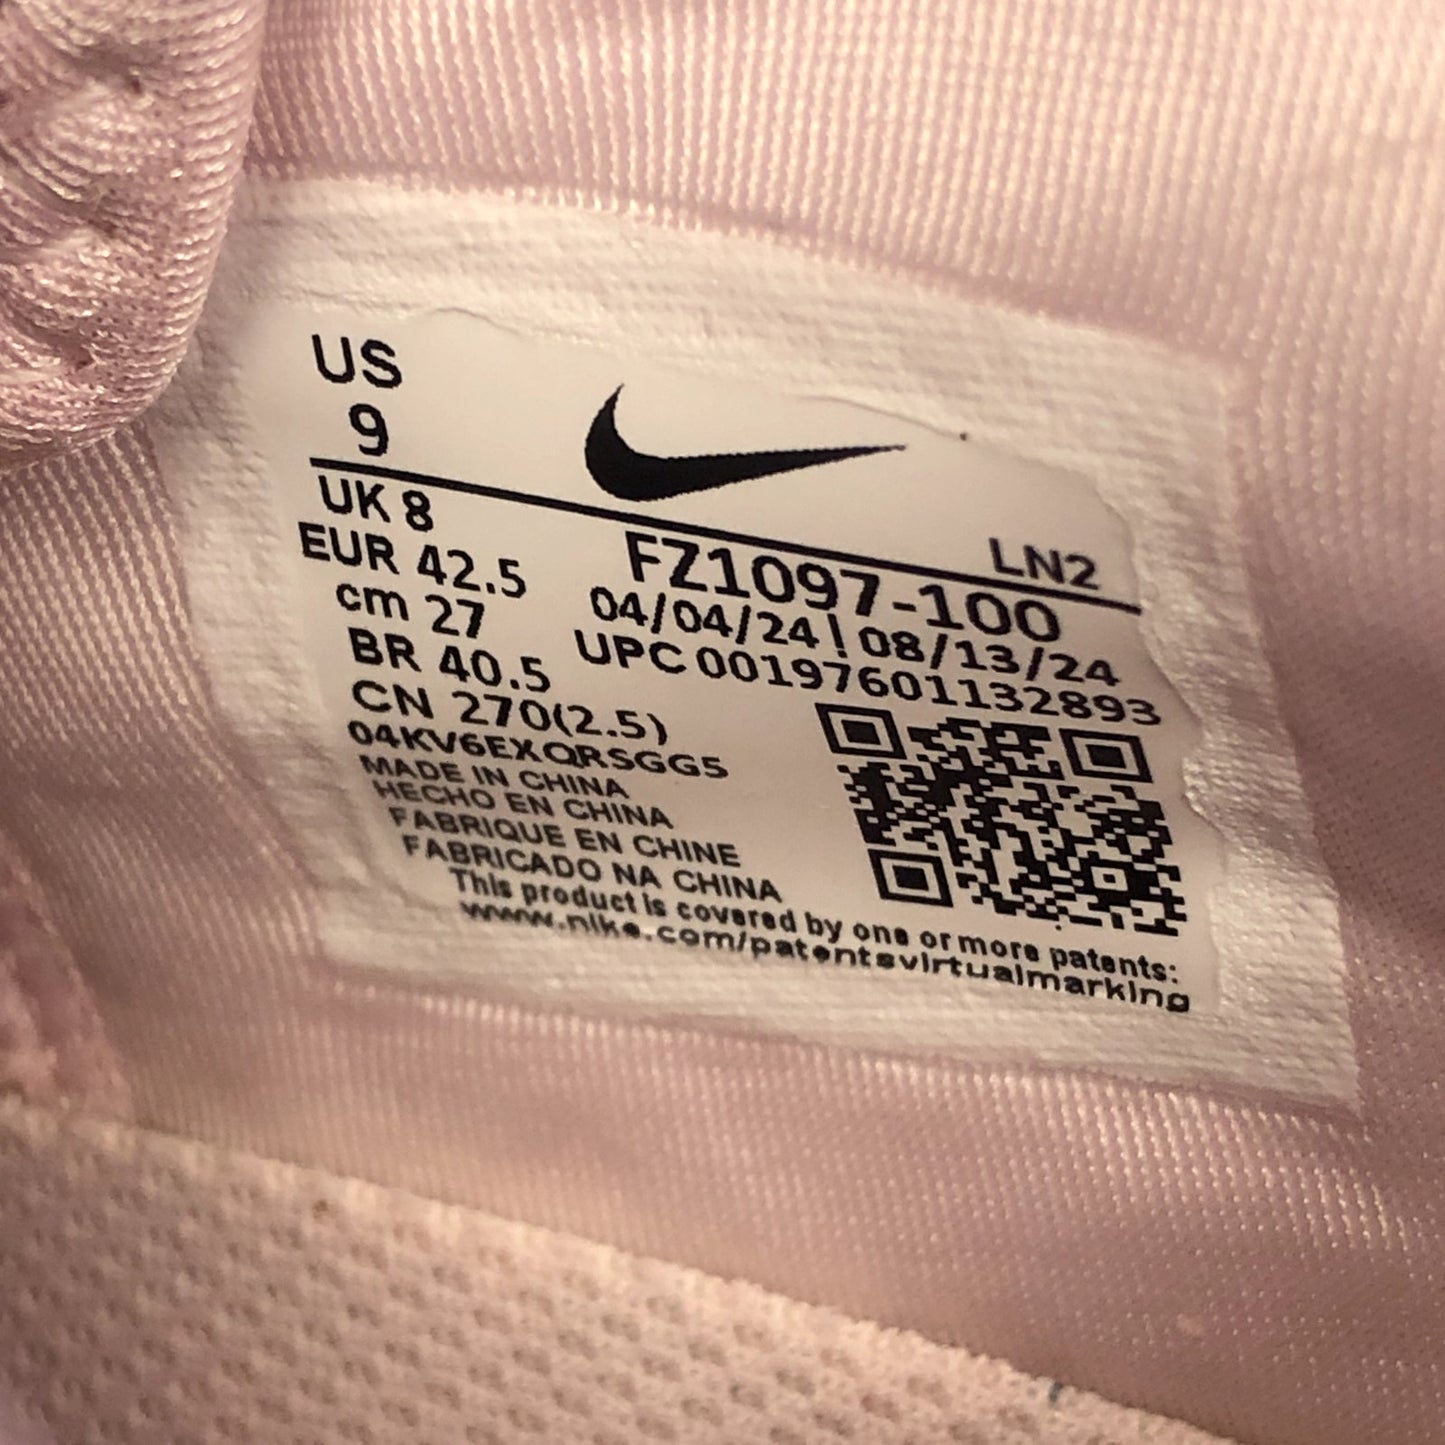 US
9
LN2
UK 8
EUR 42.5
cm 27
BR 40.5
CN 270(2.5)
FZ1097-100
04/04/24 ¦ 08/13/24
UPC 00197601132893
04KV6EXQRSGG5
MADE IN CHINA
HECHO EN CHINA
FABRIQUE EN CHINE
FABRICADO NA CHINA
This product is covered by one or more patents:
www.nike.com/patentsvirtualmarking